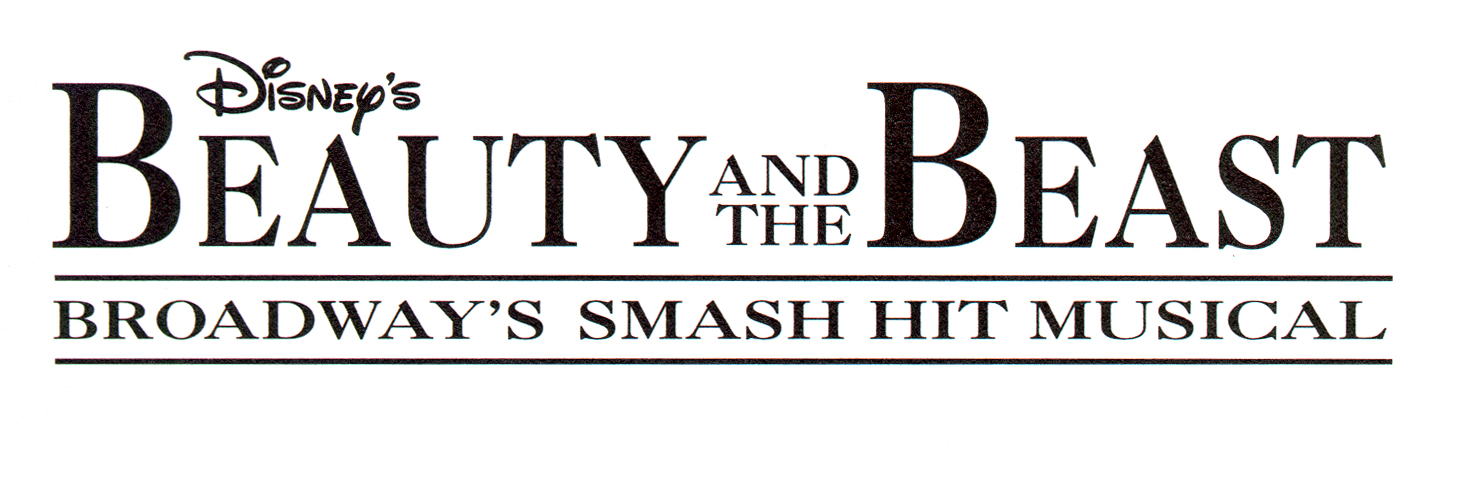 Disney's
BEAUTY AND THE BEAST
BROADWAY'S SMASH HIT MUSICAL